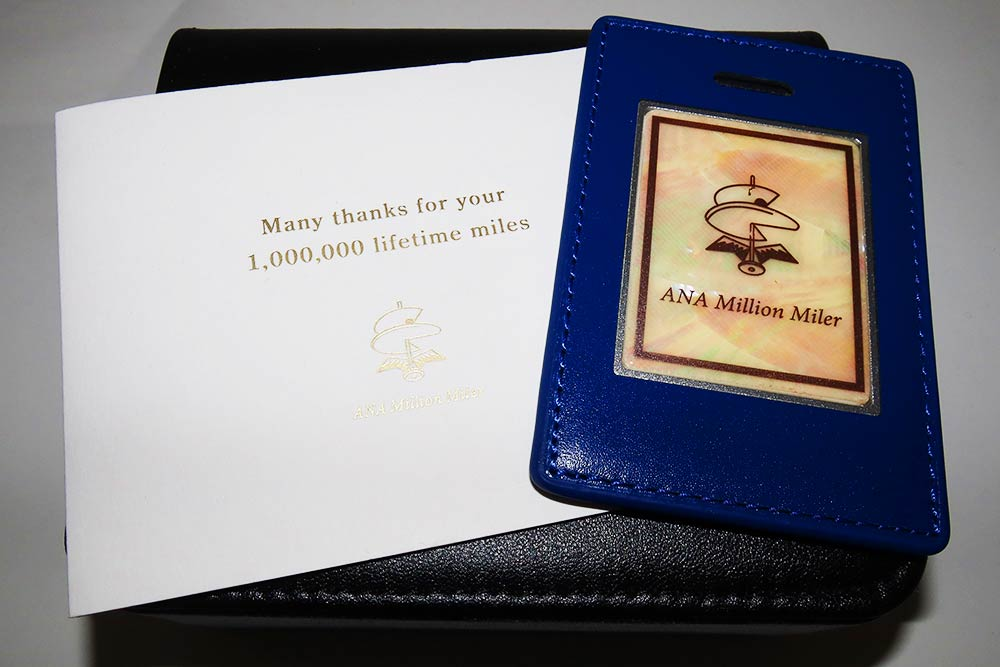 Many thanks for your
1,000,000 lifetime miles
ANA Million Miler
ANA Million Miler